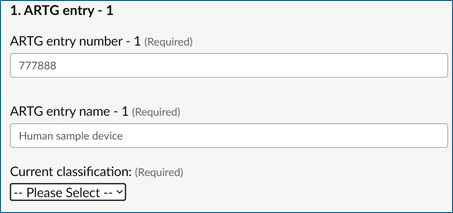 1. ARTG entry - 1
ARTG entry number - 1 (Required)
777888
ARTG entry name - 1 (Required)
Human sample device
Current classification: (Required)
-- Please Select --